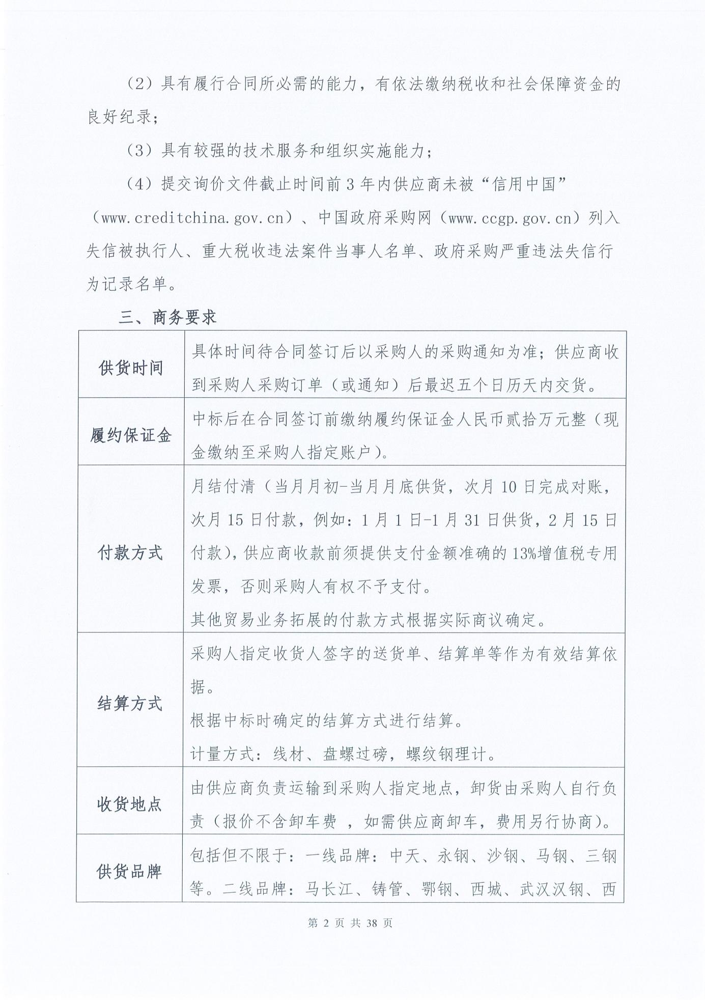 （2）具有履行合同所必需的能力，有依法缴纳税收和社会保障资金的
良好纪录；
（3）具有较强的技术服务和组织实施能力；
（4）提交询价文件截止时间前 3 年内供应商未被“信用中国”
（www.creditchina.gov.cn）、中国政府采购网（www.ccgp.gov.cn）列入
失信被执行人、重大税收违法案件当事人名单、政府采购严重违法失信行
为记录名单。
三、商务要求
供货时间
具体时间待合同签订后以采购人的采购通知为准；供应商收
到采购人采购订单（或通知）后最迟五个日历天内交货。
履约保证金
中标后在合同签订前缴纳履约保证金人民币贰拾万元整（现
金缴纳至采购人指定账户）。
付款方式
月结付清（当月月初-当月月底供货，次月 10 日完成对账，
次月 15 日付款，例如：1 月 1 日-1 月 31 日供货，2 月 15 日
付款），供应商收款前须提供支付金额准确的 13%增值税专用
发票，否则采购人有权不予支付。
其他贸易业务拓展的付款方式根据实际商议确定。
结算方式
采购人指定收货人签字的送货单、结算单等作为有效结算依
据。
根据中标时确定的结算方式进行结算。
计量方式：线材、盘螺过磅，螺纹钢理计。
收货地点
由供应商负责运输到采购人指定地点，卸货由采购人自行负
责（报价不含卸车费 ，如需供应商卸车，费用另行协商）。
供货品牌
包括但不限于：一线品牌：中天、永钢、沙钢、马钢、三钢
等。二线品牌：马长江、铸管、鄂钢、西城、武汉汉钢、西
第 2 页 共 38 页